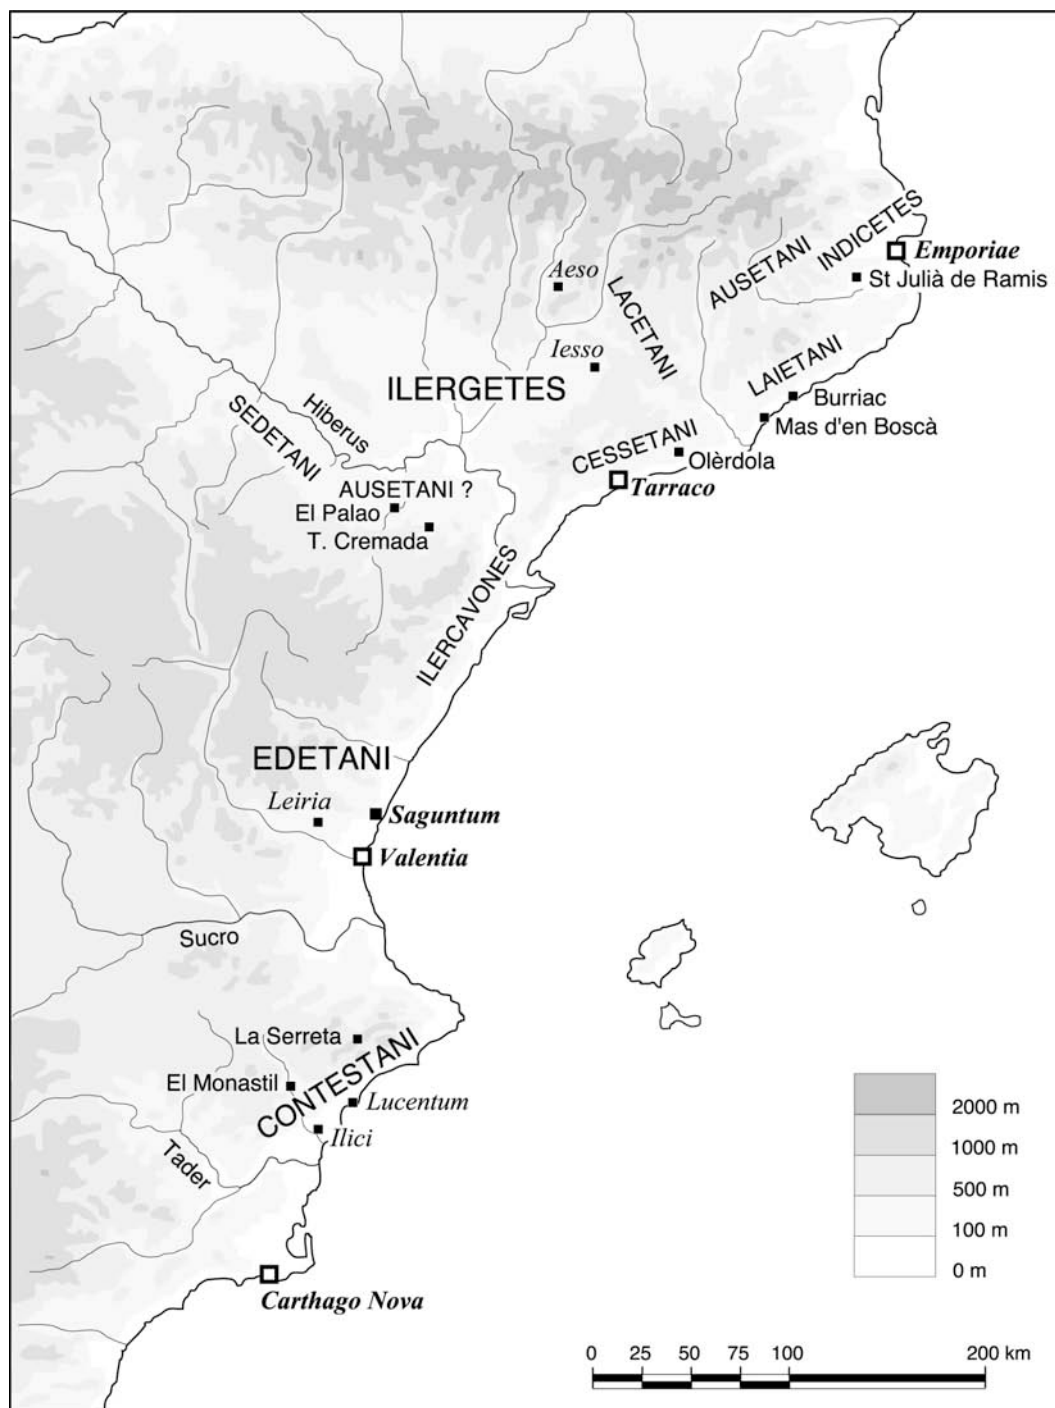 INDICETES
AUSETANI
Emporiae
St Julià de Ramis
Aeso
LACETANI
Iesso
LAIETANI
ILERGETES
Burriac
Hiberus
SEDETANI
Mas d'en Boscà
CESSETANI
Olèrdola
Tarraco
AUSETANI ?
El Palao
T. Cremada
ILERCAVONES
EDETANI
Leiria
Saguntum
Valentia
Sucro
La Serreta
CONTESTANI
El Monastil
Lucentum
Ilici
Tader
Carthago Nova
2000 m
1000 m
500 m
100 m
0 m
0 25 50 75 100 200 km